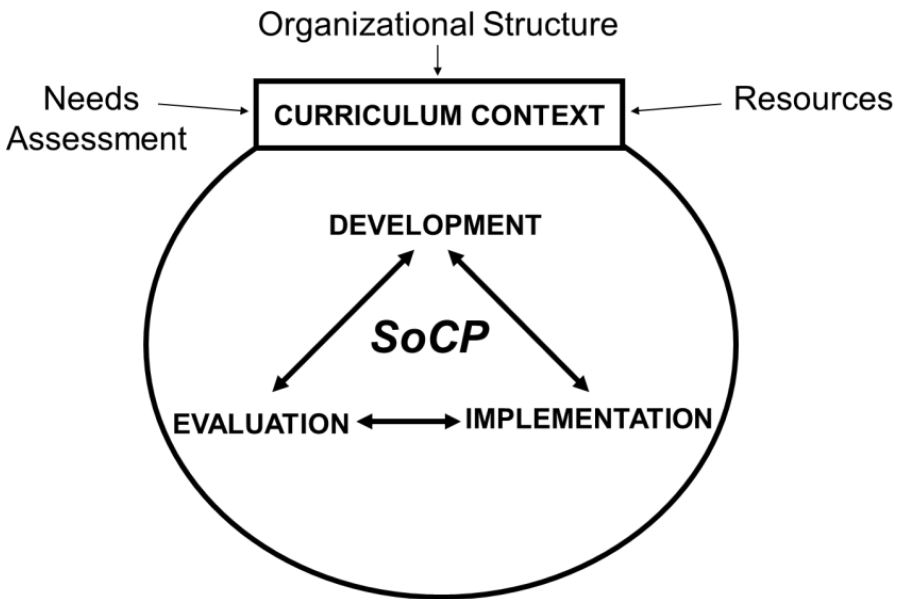 Organizational Structure
Needs
Assessment
CURRICULUM CONTEXT
Resources
DEVELOPMENT
SoCP
EVALUATION
IMPLEMENTATION